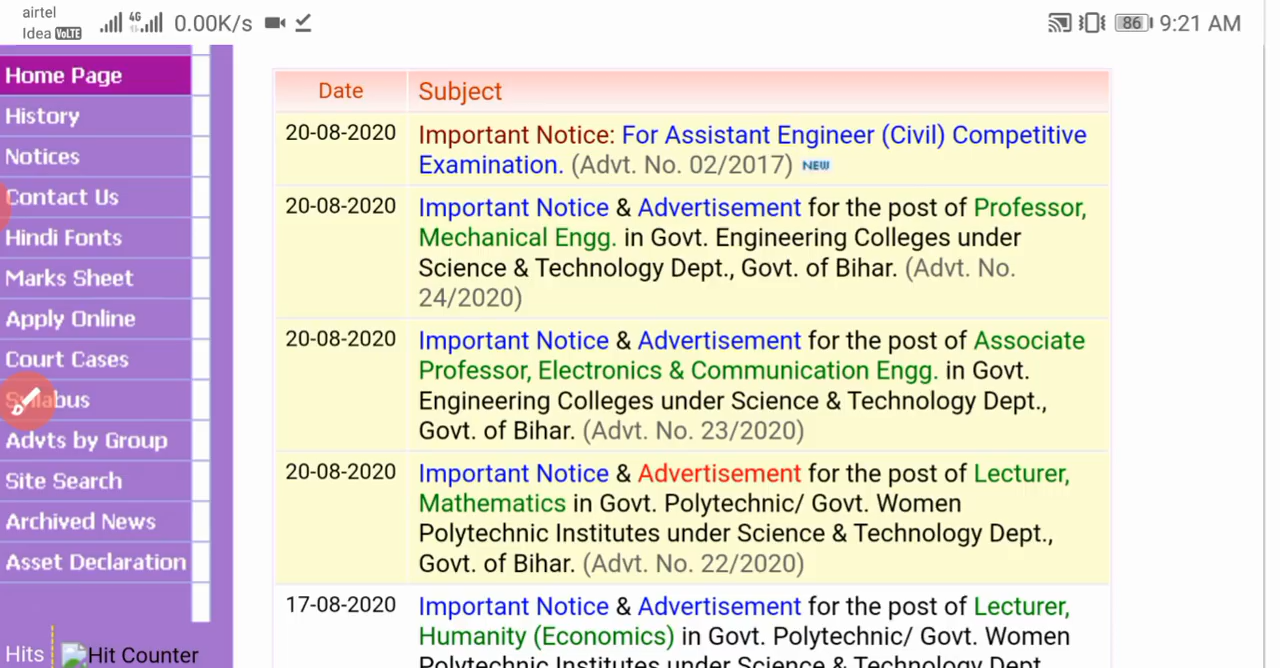 airtel
Idea VoLTE
4G
0.00K/s
86
9:21 AM
Home Page
History
Notices
Contact Us
Hindi Fonts
Marks Sheet
Apply Online
Court Cases
Syllabus
Advts by Group
Site Search
Archived News
Asset Declaration
Hits
Hit Counter
Date Subject
20-08-2020 Important Notice: For Assistant Engineer (Civil) Competitive
Examination. (Advt. No. 02/2017) NEW
20-08-2020 Important Notice & Advertisement for the post of Professor,
Mechanical Engg. in Govt. Engineering Colleges under
Science & Technology Dept., Govt. of Bihar. (Advt. No.
24/2020)
20-08-2020 Important Notice & Advertisement for the post of Associate
Professor, Electronics & Communication Engg. in Govt.
Engineering Colleges under Science & Technology Dept.,
Govt. of Bihar. (Advt. No. 23/2020)
20-08-2020 Important Notice & Advertisement for the post of Lecturer,
Mathematics in Govt. Polytechnic/ Govt. Women
Polytechnic Institutes under Science & Technology Dept.,
Govt. of Bihar. (Advt. No. 22/2020)
17-08-2020 Important Notice & Advertisement for the post of Lecturer,
Humanity (Economics) in Govt. Polytechnic/ Govt. Women
Polytechnic Institutes under Science & Technology Dept